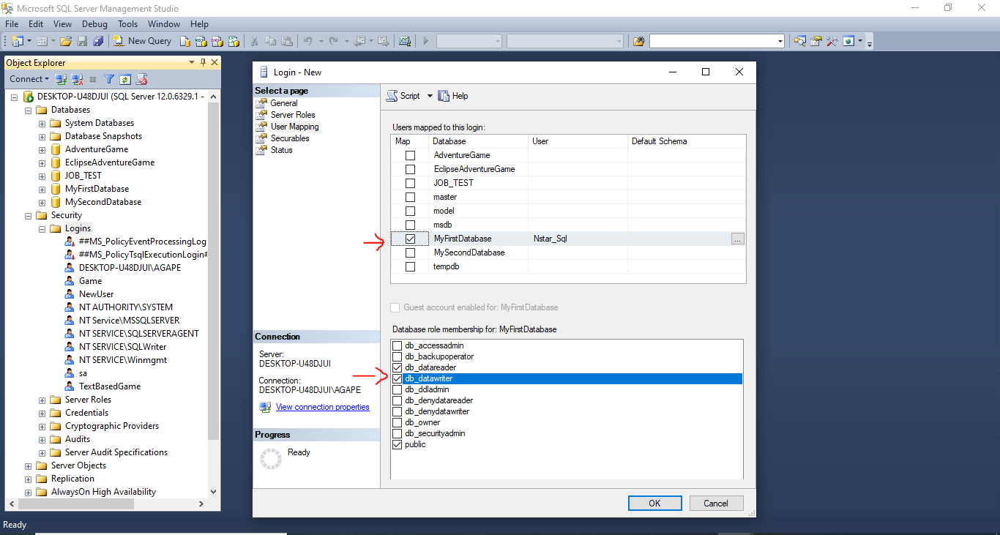 Microsoft SQL Server Management Studio
File Edit View Debug Tools Window Help
New Query
Object Explorer
Connect
DESKTOP-U48DJUI (SQL Server 12.0.6329.1 -
Databases
System Databases
Database Snapshots
AdventureGame
EclipseAdventureGame
JOB_TEST
MyFirstDatabase
MySecondDatabase
Security
Logins
##MS_PolicyEventProcessingLog
##MS_PolicyTsqlExecutionLogin#
DESKTOP-U48DJUI\AGAPE
Game
NewUser
NT AUTHORITY\SYSTEM
NT Service\MSSQLSERVER
NT SERVICE\SQLSERVERAGENT
NT SERVICE\SQLWriter
NT SERVICE\Winmgmt
sa
TextBasedGame
Server Roles
Credentials
Cryptographic Providers
Audits
Server Audit Specifications
Server Objects
Replication
AlwaysOn High Availability
Login - New
Select a page
General
Server Roles
User Mapping
Securables
Status
Connection
Server:
DESKTOP-U48DJUI
Connection:
DESKTOP-U48DJUI\AGAPE
View connection properties
Progress
Ready
Script Help
Users mapped to this login:
Map Database User Default Schema
AdventureGame
EclipseAdventureGame
JOB_TEST
master
model
msdb
MyFirstDatabase Nstar_Sql ...
MySecondDatabase
tempdb
Guest account enabled for: MyFirstDatabase
Database role membership for: MyFirstDatabase
db_accessadmin
db_backupoperator
db_datareader
db_datawriter
db_ddladmin
db_denydatareader
db_denydatawriter
db_owner
db_securityadmin
public
OK Cancel
Ready